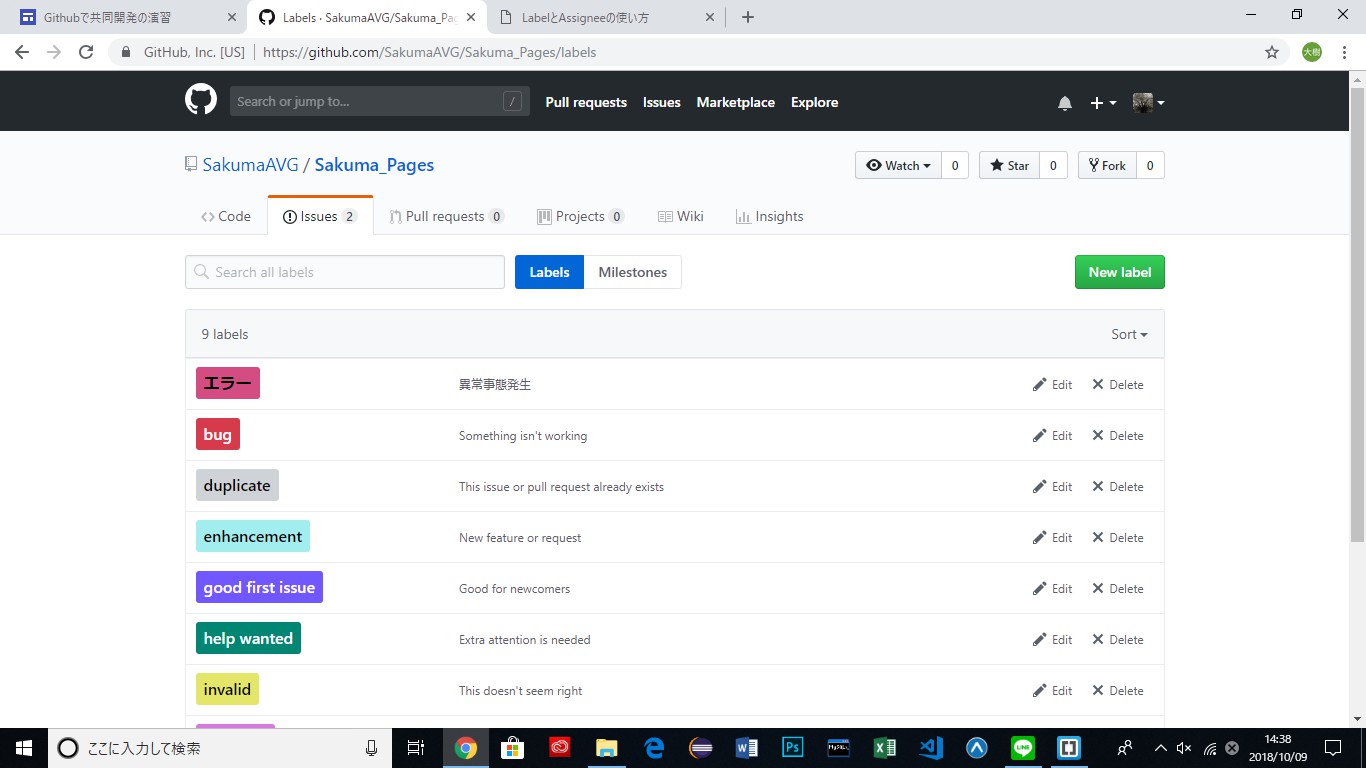 Githubで共同開発の演習
Labels · SakumaAVG/Sakuma_Pa
LabelとAssigneeの使い方
GitHub, Inc. [US] https://github.com/SakumaAVG/Sakuma_Pages/labels
大樹
Search or jump to... /
Pull requests Issues Marketplace Explore
SakumaAVG / Sakuma_Pages
Watch 0 Star 0 Fork 0
Code Issues 2 Pull requests 0 Projects 0 Wiki Insights
Search all labels Labels Milestones New label
9 labels Sort
エラー 異常事態発生 Edit Delete
bug Something isn't working Edit Delete
duplicate This issue or pull request already exists Edit Delete
enhancement New feature or request Edit Delete
good first issue Good for newcomers Edit Delete
help wanted Extra attention is needed Edit Delete
invalid This doesn't seem right Edit Delete
ここに入力して検索
Ps
MySQL
14:38
2018/10/09
LINE